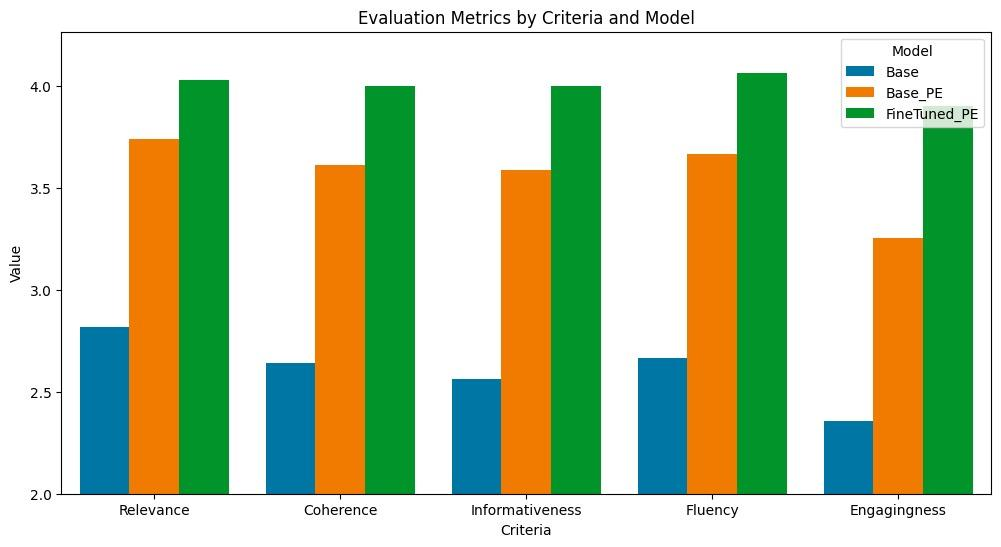 Evaluation Metrics by Criteria and Model
Model
Base
Base_PE
FineTuned_PE
4.0
3.5
3.0
2.5
2.0
Value
Relevance
Coherence
Informativeness
Fluency
Engagingness
Criteria